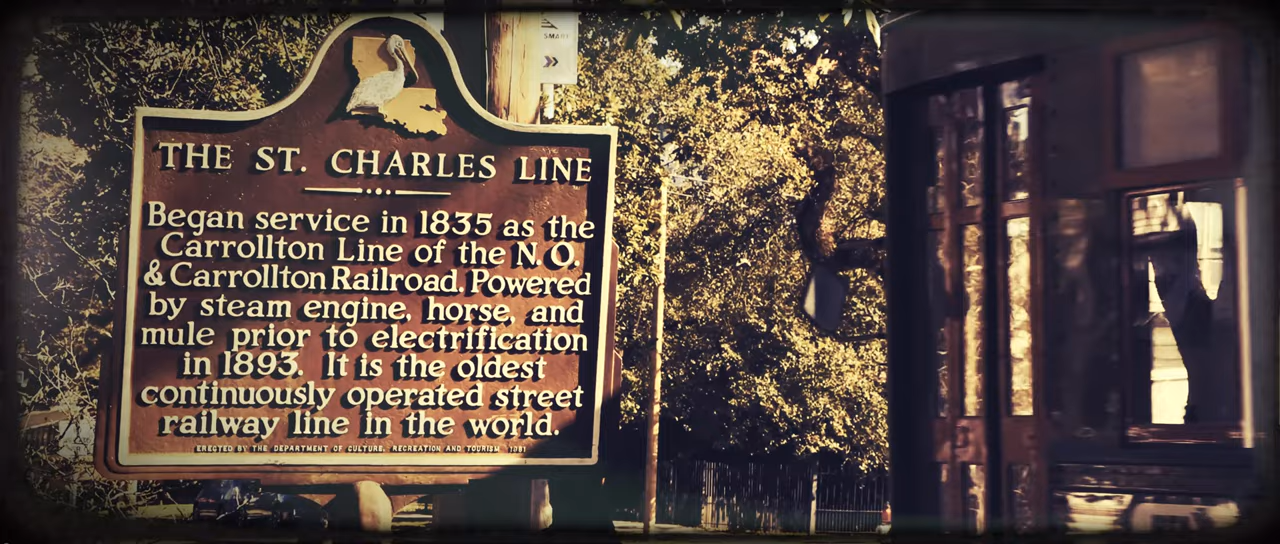 SMART
THE ST. CHARLES LINE
Began service in 1835 as the
Carrollton Line of the N.O.
& Carrollton Railroad. Powered
by steam engine, horse, and
mule prior to electrification
in 1893. It is the oldest
continuously operated street
railway line in the world.
ERECTED BY THE DEPARTMENT OF CULTURE, RECREATION AND TOURISM 1981